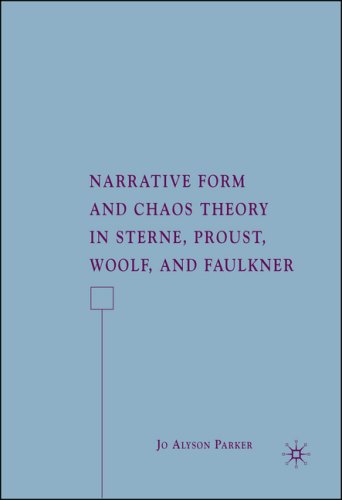 NARRATIVE FORM
AND CHAOS THEORY
IN STERNE, PROUST,
WOOLF, AND FAULKNER
JO ALYSON PARKER